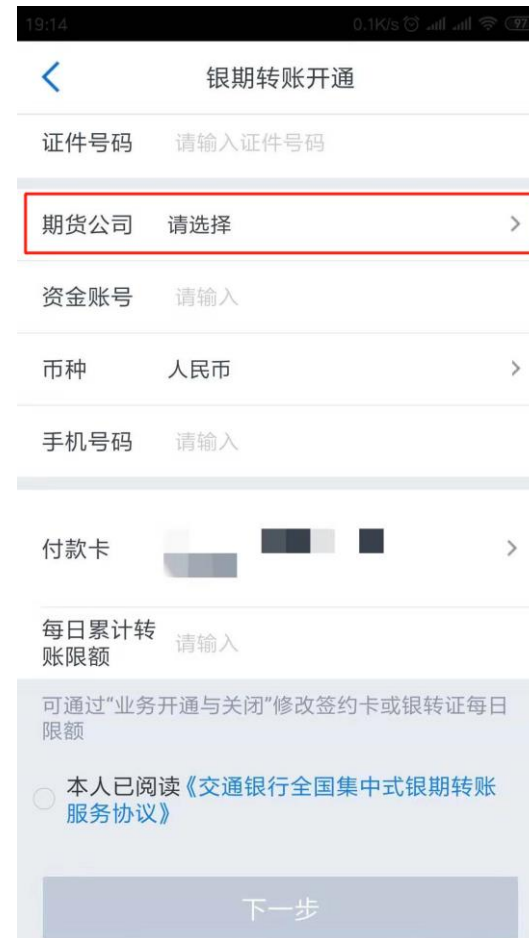 19:14 0.1K/s 97
银期转账开通
证件号码 请输入证件号码
期货公司 请选择
资金账号 请输入
币种 人民币
手机号码 请输入
付款卡
每日累计转
账限额 请输入
可通过“业务开通与关闭”修改签约卡或银转证每日
限额
本人已阅读《交通银行全国集中式银期转账
服务协议》
下一步